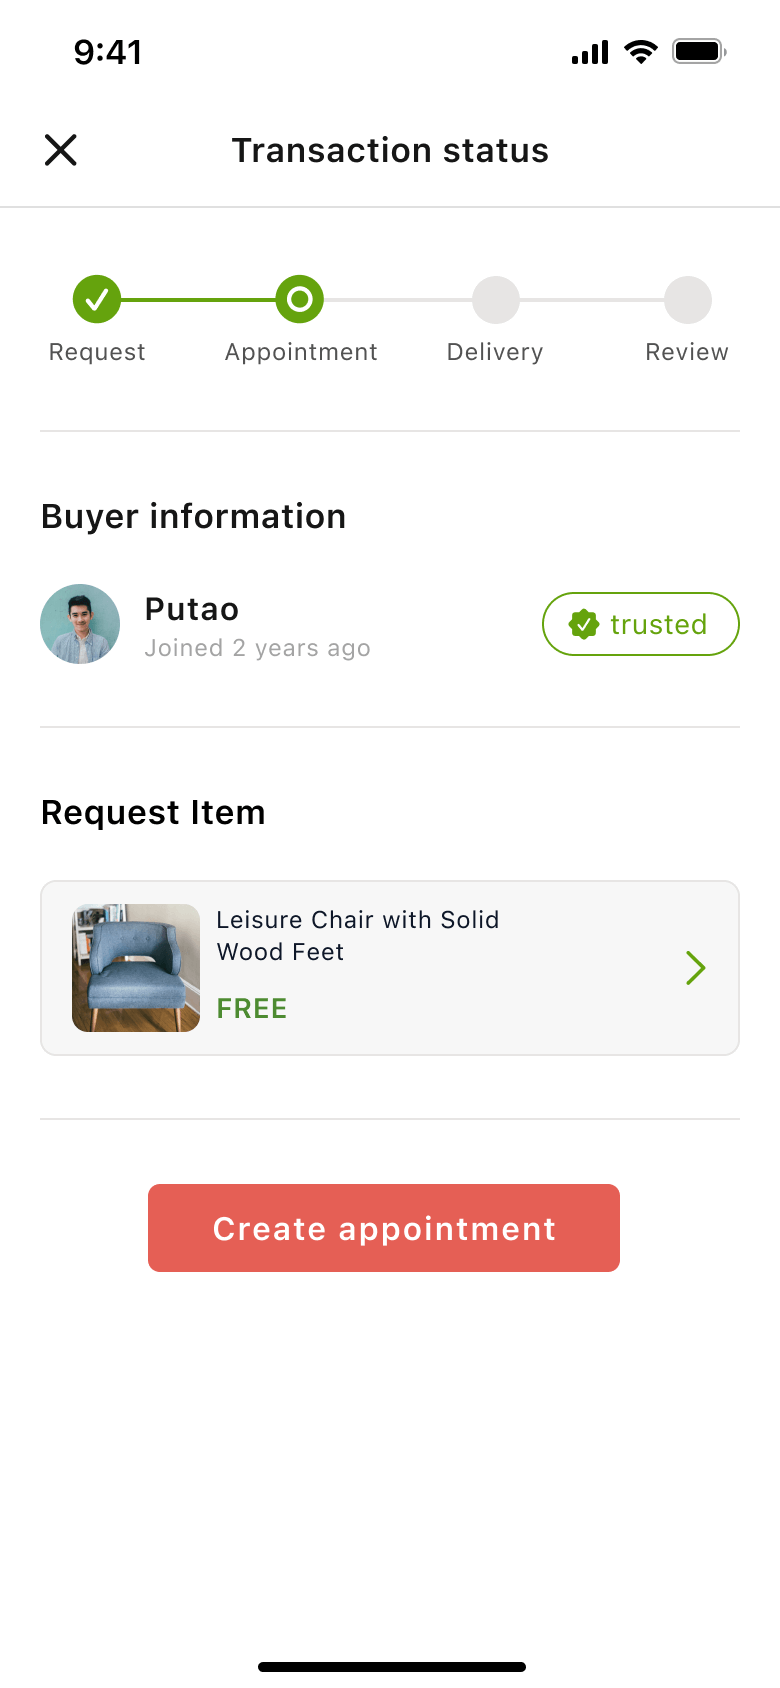 9:41
Transaction status
Request
Appointment
Delivery
Review
Buyer information
Putao
Joined 2 years ago
trusted
Request Item
Leisure Chair with Solid
Wood Feet
FREE
Create appointment